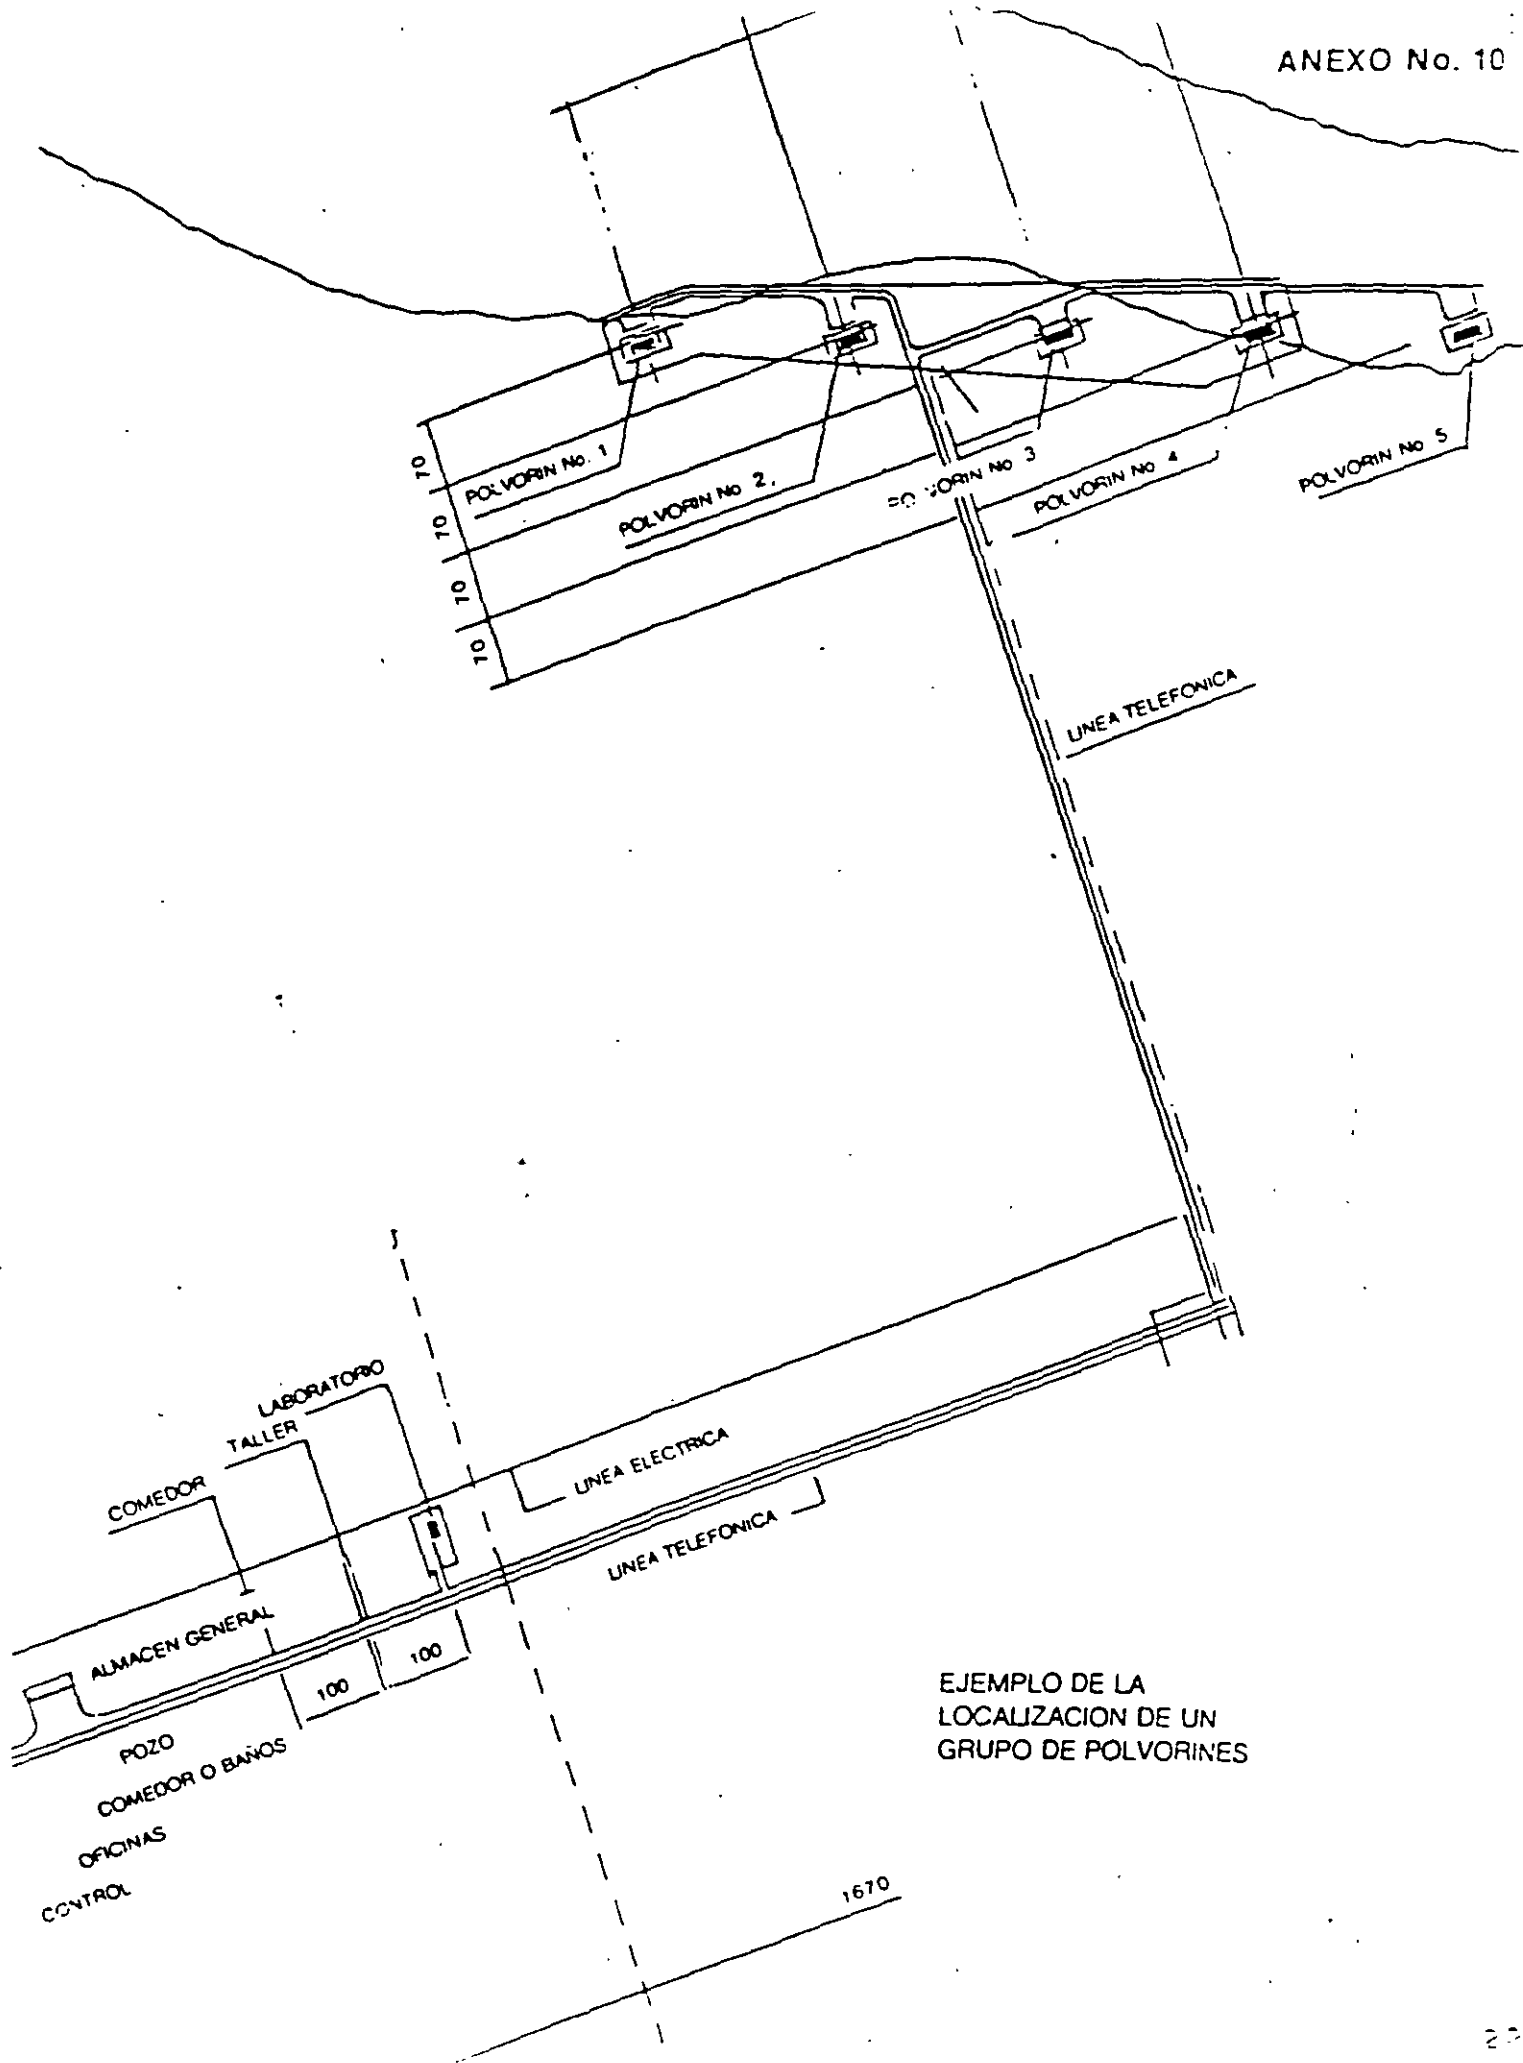 ANEXO No. 10
70
70
70
70
POLVORIN No. 1
POLVORIN No 2.
POLVORIN No 3
POLVORIN No 4
POLVORIN No 5
LINEA TELEFONICA
LABORATORIO
TALLER
COMEDOR
LINEA ELECTRICA
LINEA TELEFONICA
ALMACEN GENERAL
100
100
POZO
COMEDOR O BAÑOS
OFICINAS
CONTROL
EJEMPLO DE LA
LOCALIZACION DE UN
GRUPO DE POLVORINES
1670